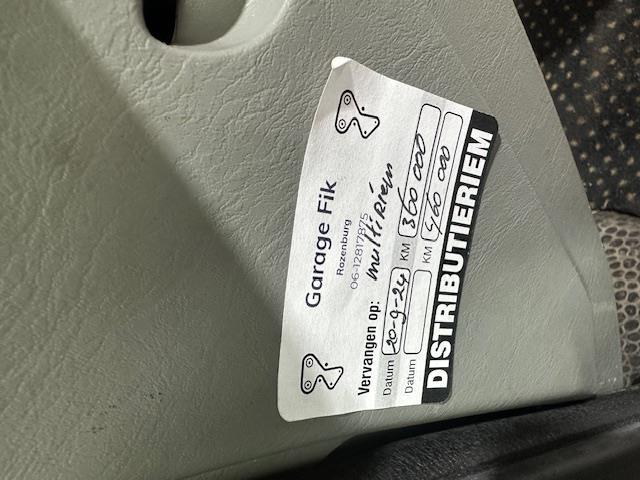 Garage Fik
Rozenburg
06-12817875
multiriem
Vervangen op:
Datum 20-9-24 KM 360 000
Datum KM 460 000
DISTRIBUTIERIEM